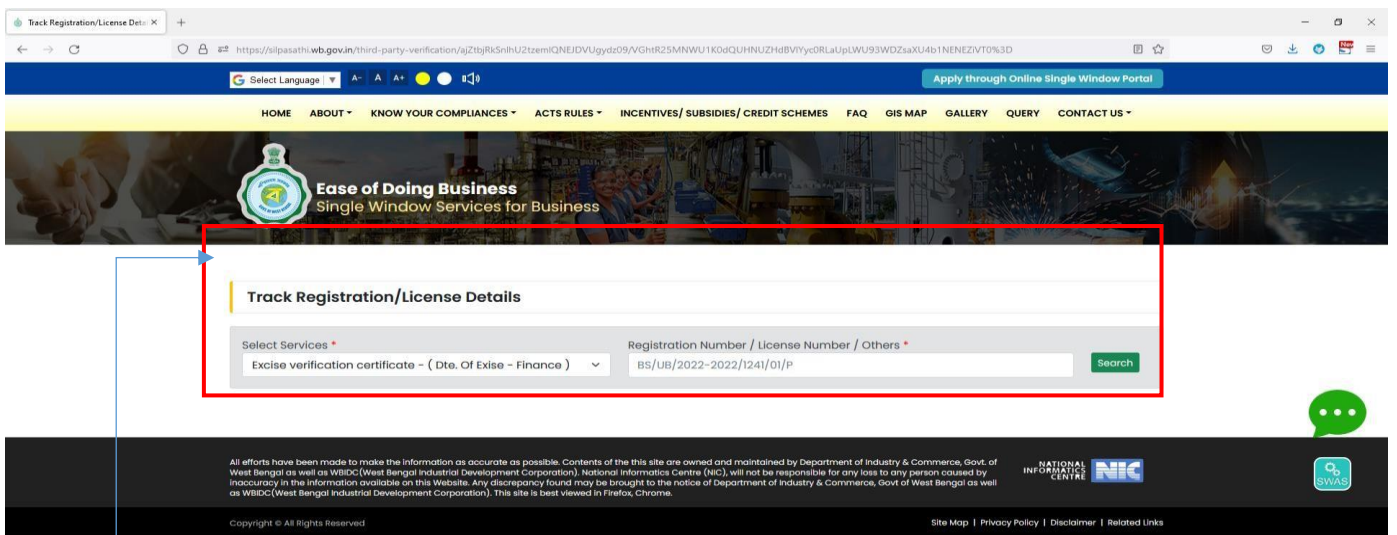 Track Registration/License Detai
https://silpasathi.wb.gov.in/third-party-verification/ajZtbjRkSnlhU2tzemlQNEJDVUgydz09/VGhtR25MNWU1K0dQUHNUZHdBVlYyc0RLaUpLWU93WDZsaXU4b1NENEZiVT0%3D
New
Select Language
A- A A+
Apply through Online Single Window Portal
HOME ABOUT KNOW YOUR COMPLIANCES ACTS RULES INCENTIVES/ SUBSIDIES/ CREDIT SCHEMES FAQ GIS MAP GALLERY QUERY CONTACT US
Ease of Doing Business
Single Window Services for Business
Track Registration/License Details
Select Services *
Registration Number / License Number / Others *
Excise verification certificate - ( Dte. Of Exise - Finance )
BS/UB/2022-2022/1241/01/P
Search
All efforts have been made to make the information as accurate as possible. Contents of the this site are owned and maintained by Department of Industry & Commerce, Govt. of
West Bengal as well as WBIDC(West Bengal Industrial Development Corporation). National Informatics Centre (NIC), will not be responsible for any loss to any person caused by
inaccuracy in the information available on this Website. Any discrepancy found may be brought to the notice of Department of Industry & Commerce, Govt of West Bengal as well
as WBIDC(West Bengal Industrial Development Corporation). This site is best viewed in Firefox, Chrome.
NATIONAL
INFORMATICS
CENTRE
NIC
SWAS
Copyright © All Rights Reserved
Site Map | Privacy Policy | Disclaimer | Related Links